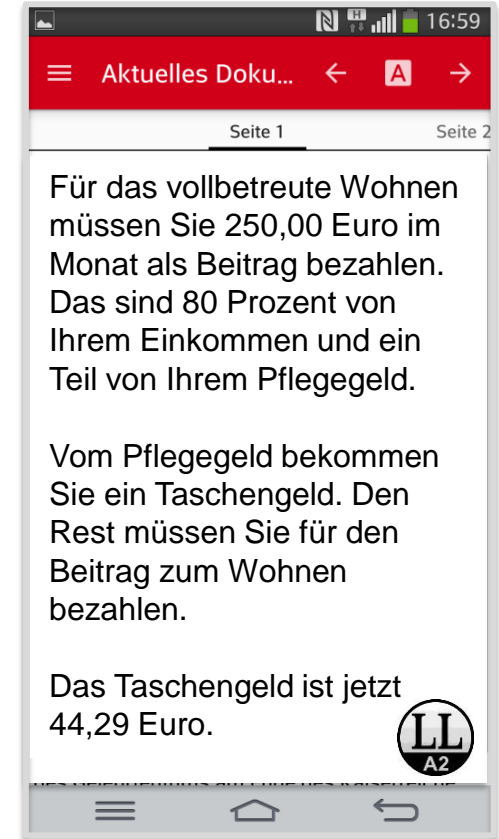 16:59
Aktuelles Doku... A
Seite 1 Seite 2
Für das vollbetreute Wohnen
müssen Sie 250,00 Euro im
Monat als Beitrag bezahlen.
Das sind 80 Prozent von
Ihrem Einkommen und ein
Teil von Ihrem Pflegegeld.
Vom Pflegegeld bekommen
Sie ein Taschengeld. Den
Rest müssen Sie für den
Beitrag zum Wohnen
bezahlen.
Das Taschengeld ist jetzt
44,29 Euro.
LL
A2